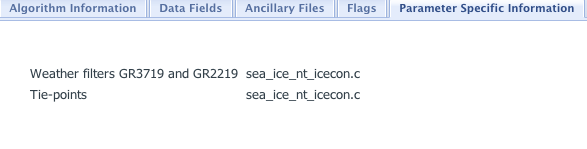 Algorithm Information Data Fields Ancillary Files Flags Parameter Specific Information
Weather filters GR3719 and GR2219 sea_ice_nt_icecon.c
Tie-points sea_ice_nt_icecon.c